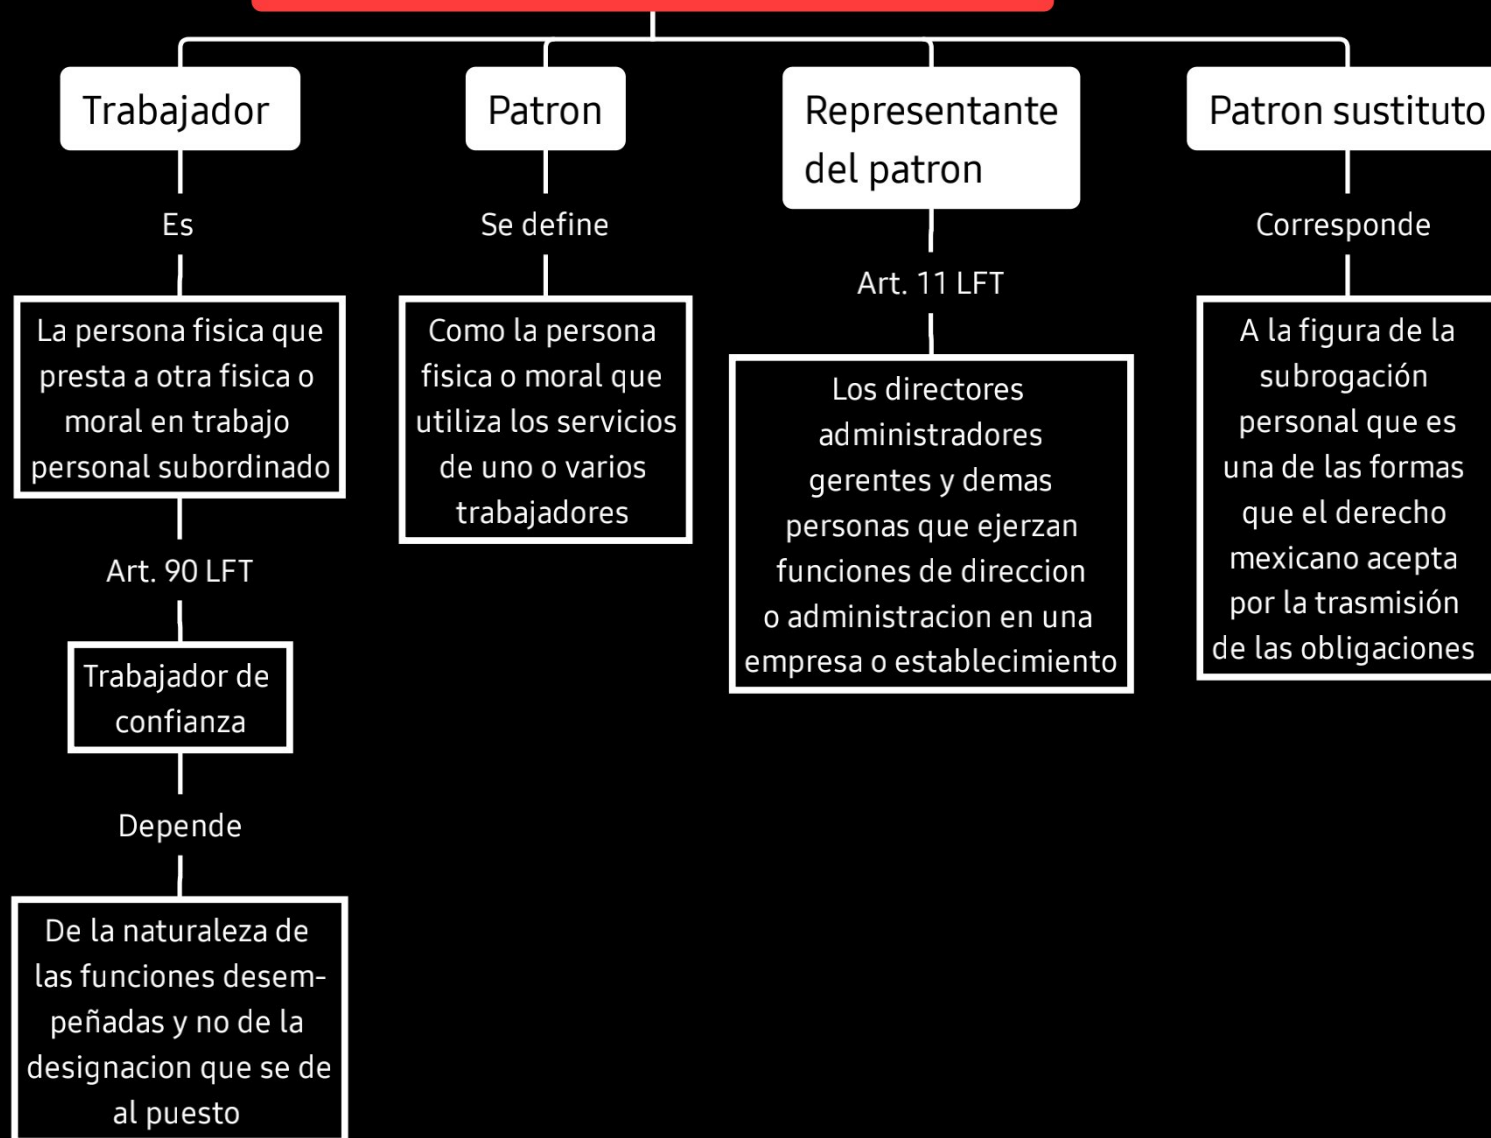 Trabajador
Es
La persona fisica que
presta a otra fisica o
moral en trabajo
personal subordinado
Art. 90 LFT
Trabajador de
confianza
Depende
De la naturaleza de
las funciones desem-
peñadas y no de la
designacion que se de
al puesto
Patron
Se define
Como la persona
fisica o moral que
utiliza los servicios
de uno o varios
trabajadores
Representante
del patron
Art. 11 LFT
Los directores
administradores
gerentes y demas
personas que ejerzan
funciones de direccion
o administracion en una
empresa o establecimiento
Patron sustituto
Corresponde
A la figura de la
subrogación
personal que es
una de las formas
que el derecho
mexicano acepta
por la trasmisión
de las obligaciones